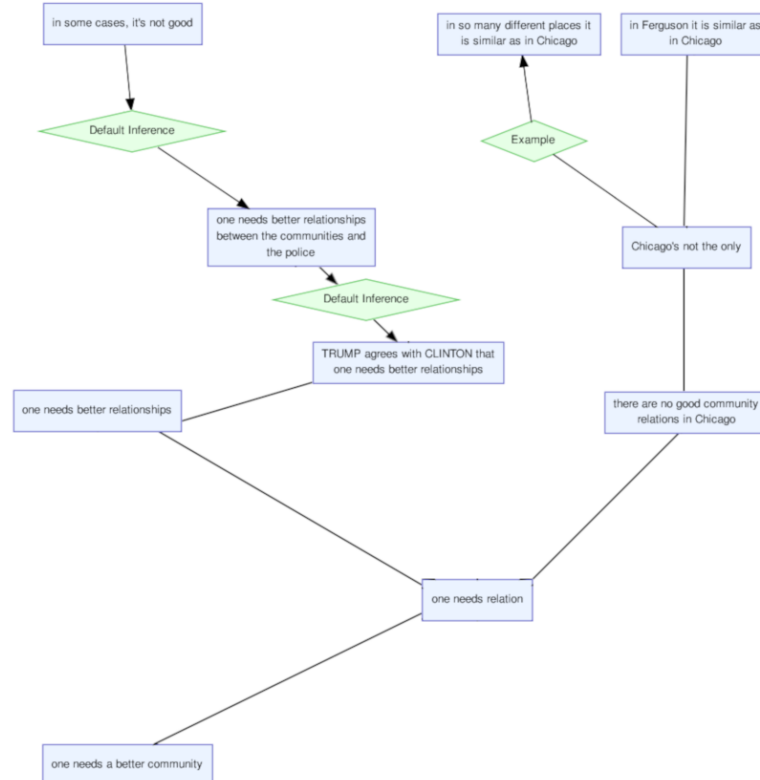 in some cases, it's not good
in so many different places it
is similar as in Chicago
in Ferguson it is similar as
in Chicago
Default Inference
Example
one needs better relationships
between the communities and
the police
Chicago's not the only
Default Inference
TRUMP agrees with CLINTON that
one needs better relationships
one needs better relationships
there are no good community
relations in Chicago
one needs relation
one needs a better community